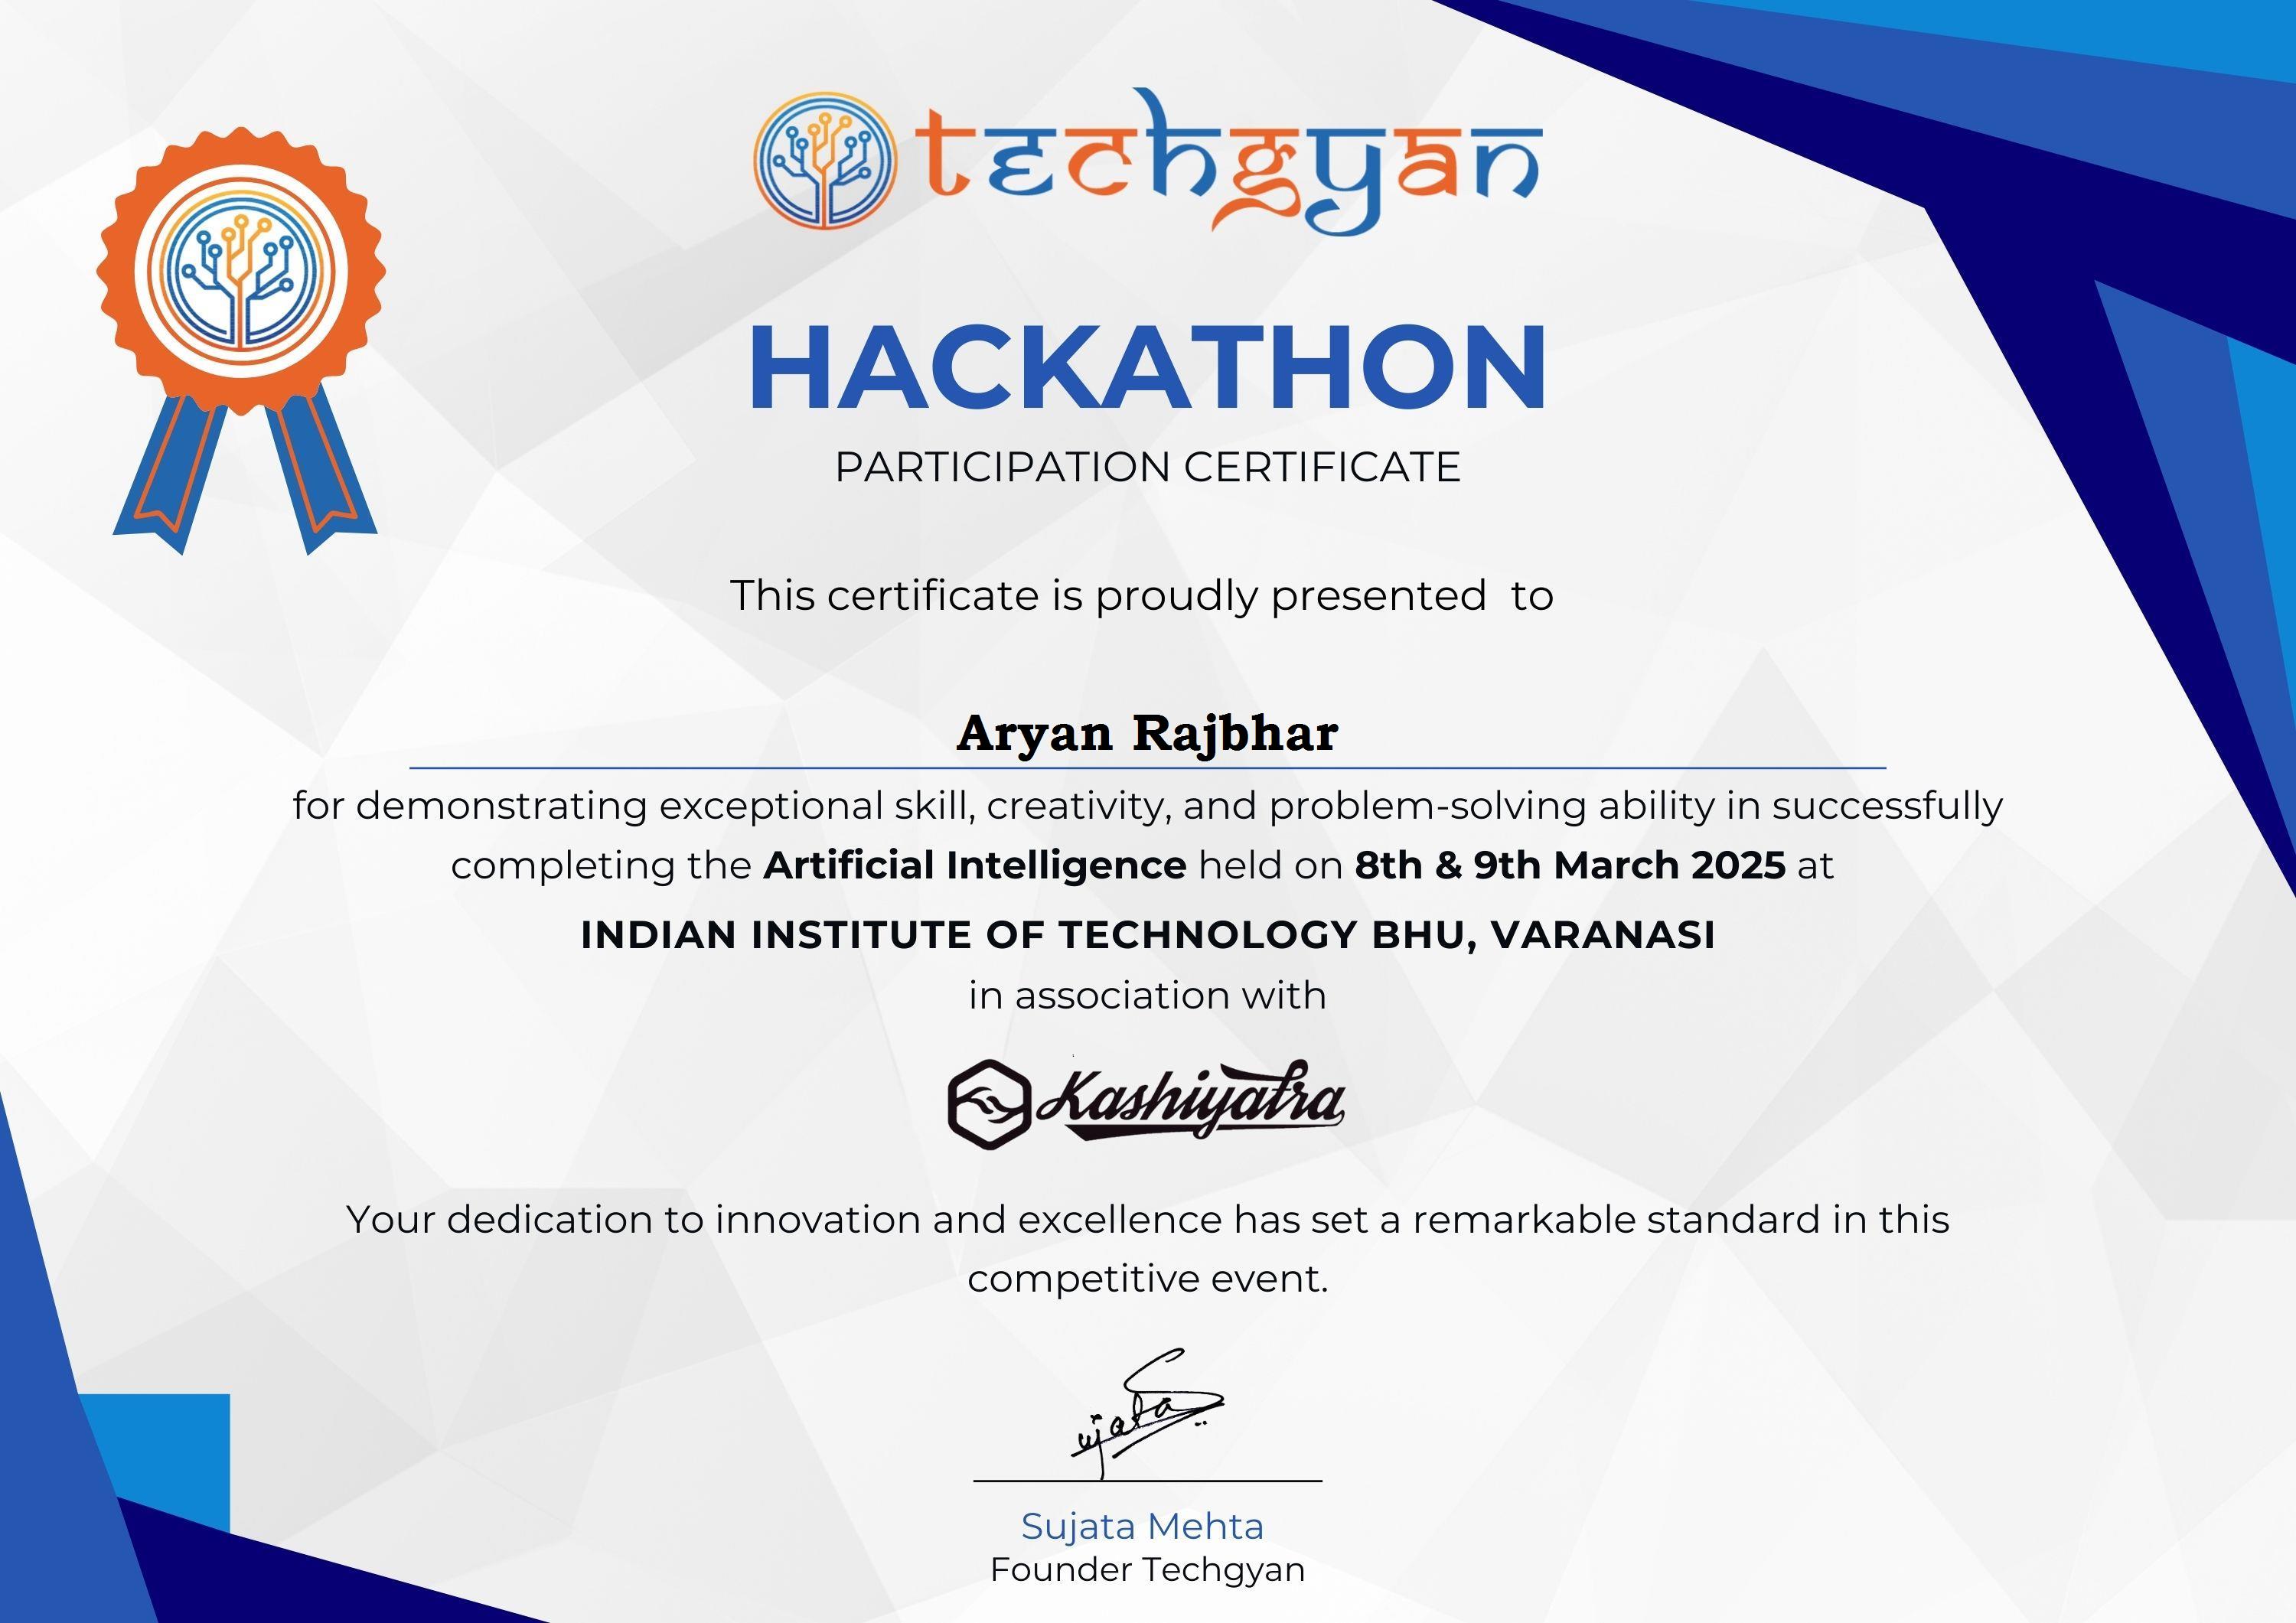 techgyan
HACKATHON
PARTICIPATION CERTIFICATE
This certificate is proudly presented to
Aryan Rajbhar
for demonstrating exceptional skill, creativity, and problem-solving ability in successfully
completing the Artificial Intelligence held on 8th & 9th March 2025 at
INDIAN INSTITUTE OF TECHNOLOGY BHU, VARANASI
in association with
Kashiyatra
Your dedication to innovation and excellence has set a remarkable standard in this
competitive event.
Sujata
Sujata Mehta
Founder Techgyan